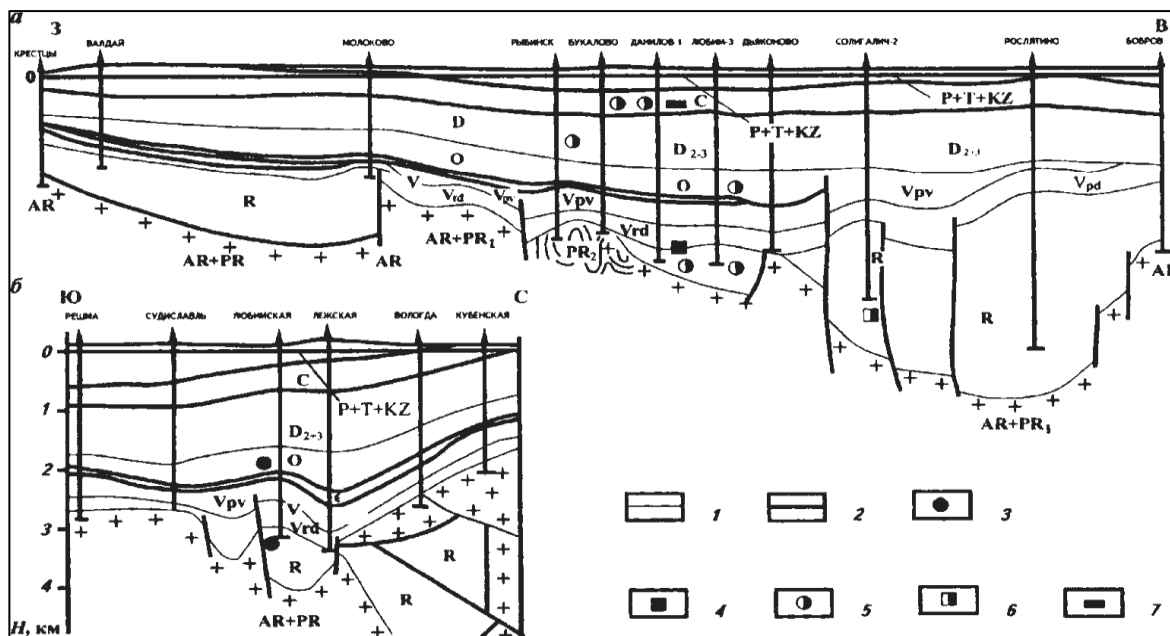 а
З В
КРЕСТЦЫ ВАЛДАЙ МОЛОКОВО РЫБИНСК БУКАЛОВО ДАНИЛОВ-1 ЛЮБИМ-3 ДЬЯКОНОВО СОЛИГАЛИЧ-2 РОСЛЯТИНО БОБРОВ
0
P+T+KZ
C P+T+KZ
D D₂₊₃ D₂₊₃
O O
V Vpv Vpd
R Vrd Vpv Vpv
Vrd
AR AR+PR₁ PR₂ R
AR+PR AR AR
R
AR+PR₁
б
Ю С
РЕШМА СУДИСЛАВЛЬ ЛЮБИМСКАЯ ЛЕЖСКАЯ ВОЛОГДА КУБЕНСКАЯ
0
C
1 P+T+KZ
D₂₊₃
2 O
Vpv V
3 Vrd
R R
4 R
AR+PR
Н, км
1 2 3
4 5 6 7